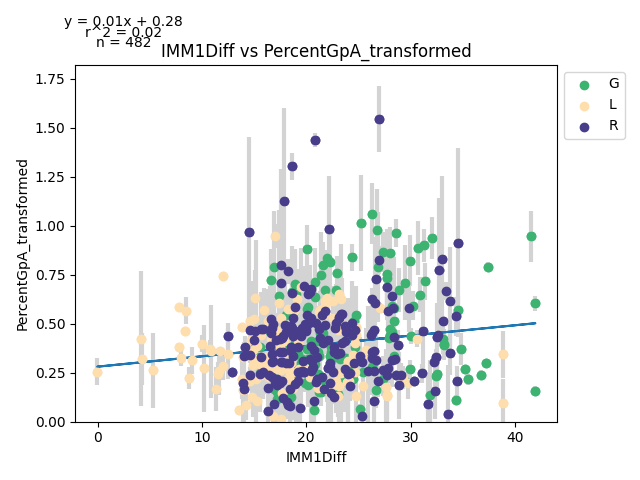 y = 0.01x + 0.28
r^2 = 0.02
n = 482
IMM1Diff vs PercentGpA_transformed
1.75
1.50
1.25
1.00
0.75
0.50
0.25
0.00
PercentGpA_transformed
0
10
20
30
40
IMM1Diff
G
L
R